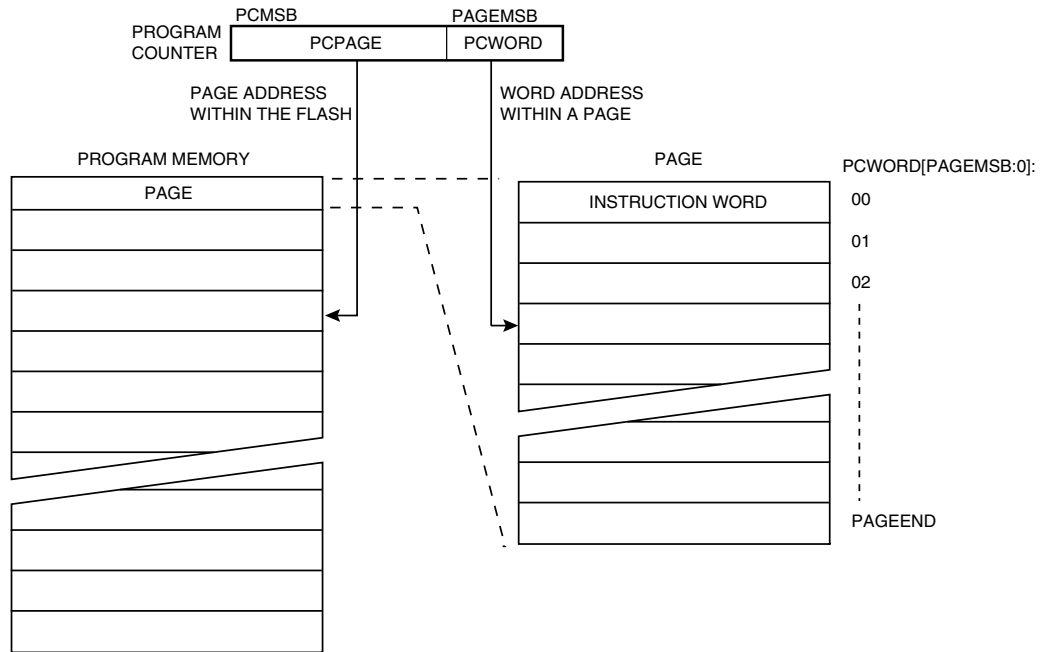 PCMSB PAGEMSB
PROGRAM
COUNTER
PCPAGE PCWORD
PAGE ADDRESS
WITHIN THE FLASH
WORD ADDRESS
WITHIN A PAGE
PROGRAM MEMORY
PAGE
PAGE
INSTRUCTION WORD
PCWORD[PAGEMSB:0]:
00
01
02
PAGEEND